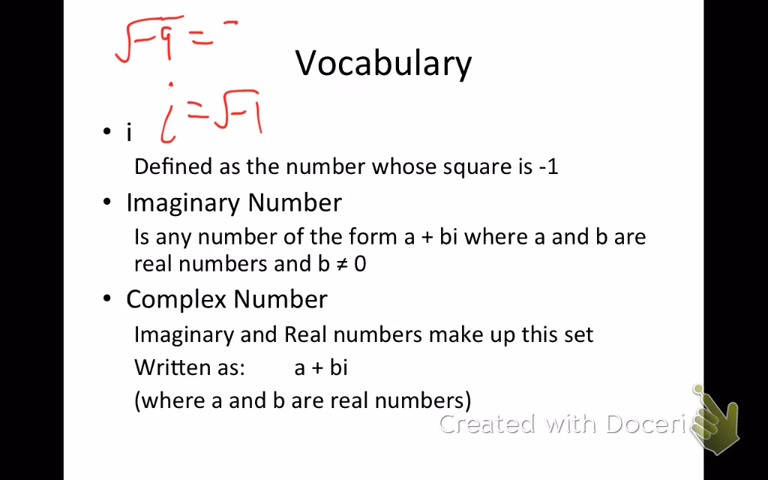 √-9 = -
Vocabulary
i = √-1
• i
Defined as the number whose square is -1
• Imaginary Number
Is any number of the form a + bi where a and b are
real numbers and b ≠ 0
• Complex Number
Imaginary and Real numbers make up this set
Written as: a + bi
(where a and b are real numbers)
Created with Doceri